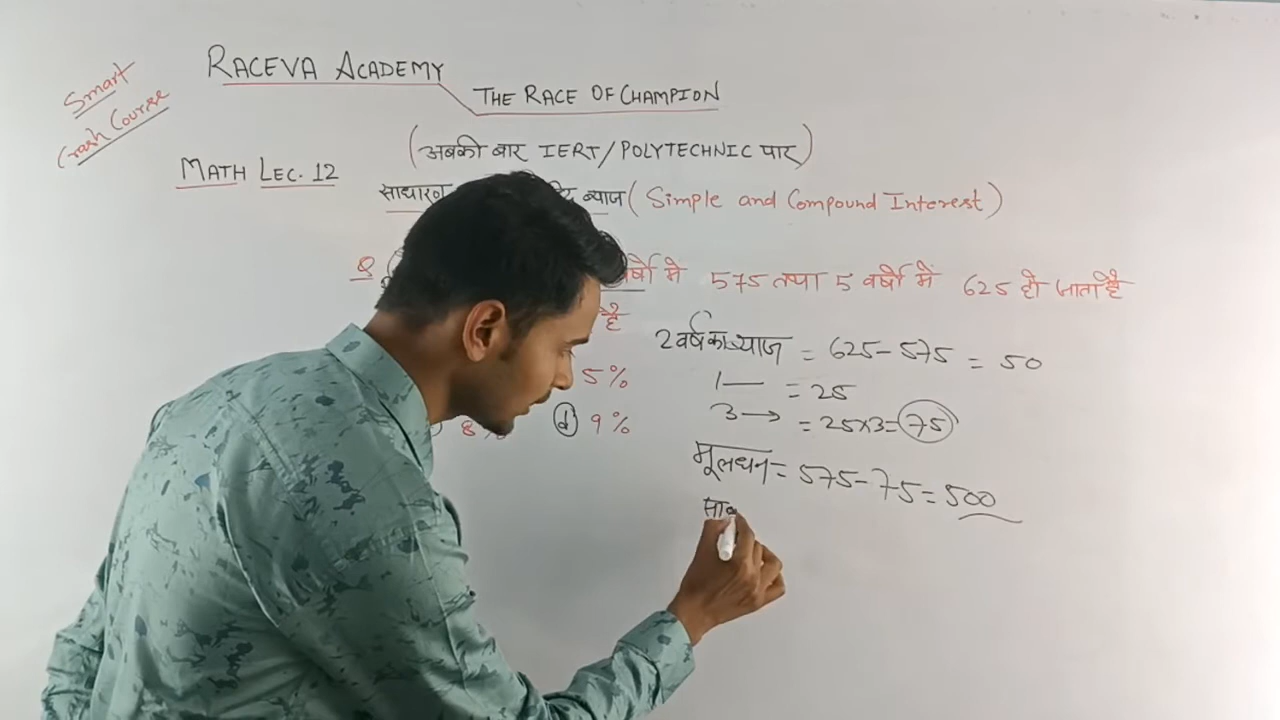 Smart
Crash Course
RACEVA ACADEMY
THE RACE OF CHAMPION
(अबकी बार IERT/POLYTECHNIC पार)
MATH LEC. 12
साधारण ब्याज (Simple and Compound Interest)
Q वर्षो में 575 तथा 5 वर्षो में 625 हो जाता है
है
5%
8% (d) 9%
2 वर्ष का ब्याज = 625-575 = 50
1— = 25
3→ = 25×3=75
मूलधन = 575-75=500